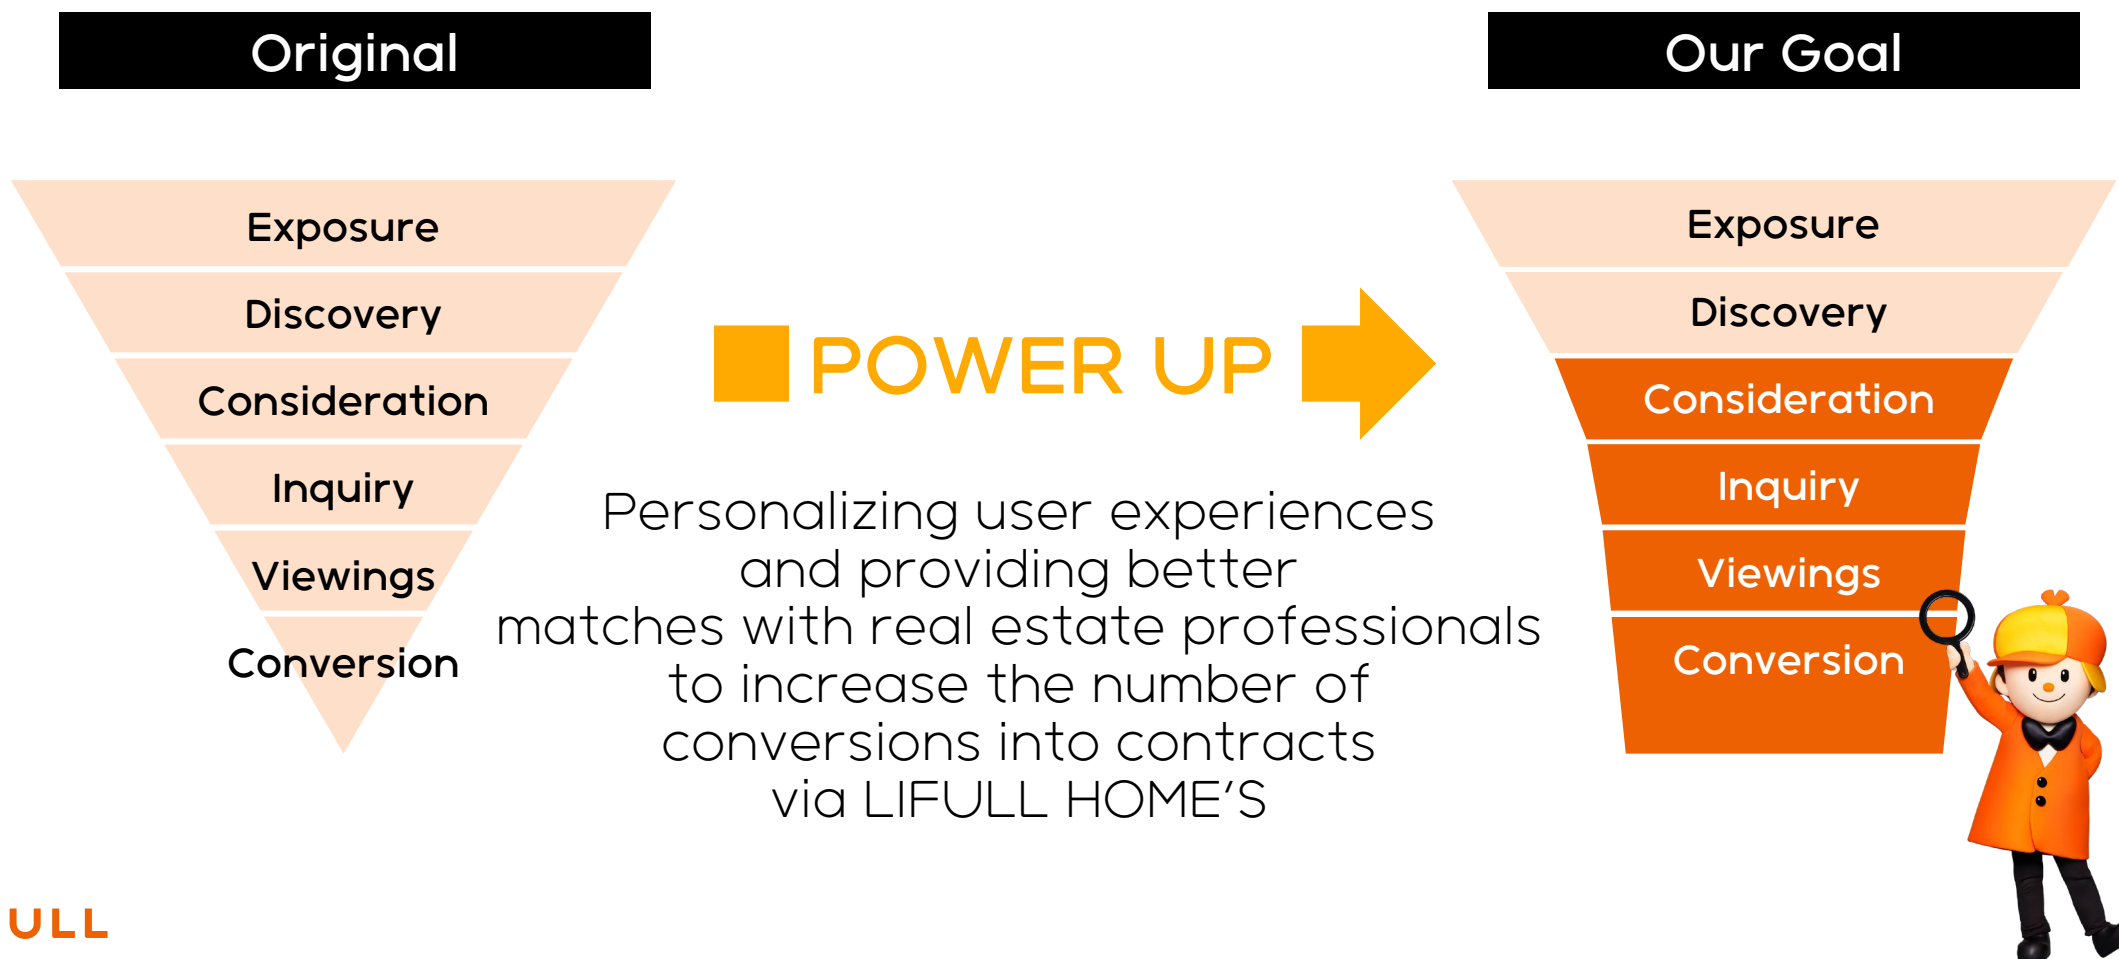 Original
Exposure
Discovery
Consideration
Inquiry
Viewings
Conversion
POWER UP
Personalizing user experiences
and providing better
matches with real estate professionals
to increase the number of
conversions into contracts
via LIFULL HOME'S
Our Goal
Exposure
Discovery
Consideration
Inquiry
Viewings
Conversion
ULL